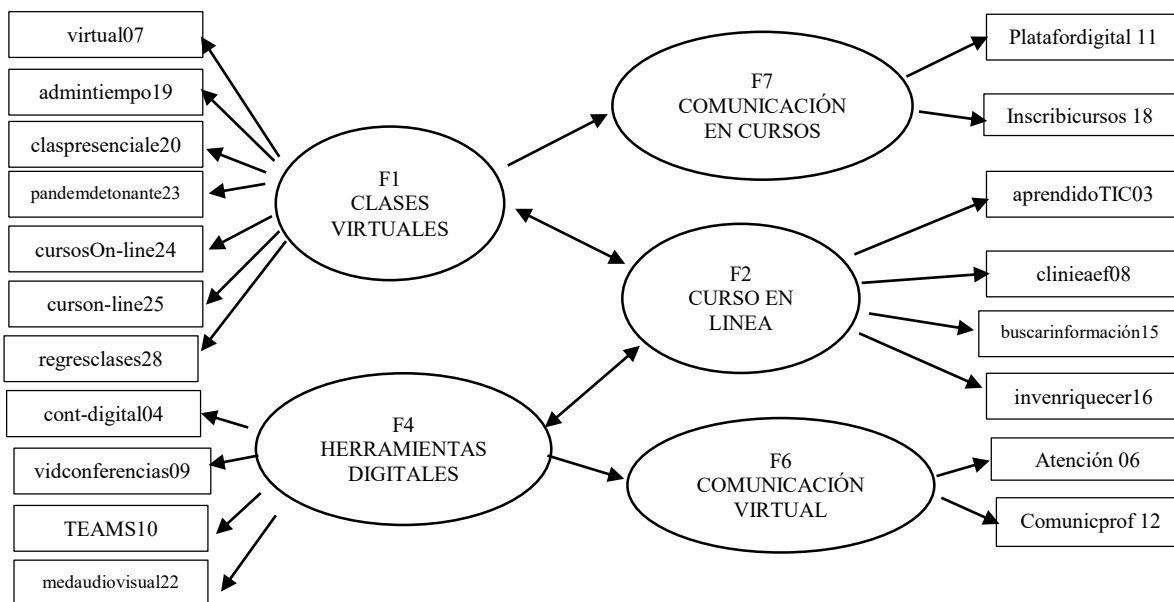 virtual07
admintiempo19
claspresenciale20
pandemdetonante23
cursosOn-line24
curson-line25
regresclases28
cont-digital04
vidconferencias09
TEAMS10
medaudiovisual22
F1
CLASES
VIRTUALES
F4
HERRAMIENTAS
DIGITALES
F7
COMUNICACIÓN
EN CURSOS
F2
CURSO EN
LINEA
F6
COMUNICACIÓN
VIRTUAL
Platafordigital 11
Inscribicursos 18
aprendidoTIC03
clinieaef08
buscarinformación15
invenriquecer16
Atención 06
Comunicprof 12